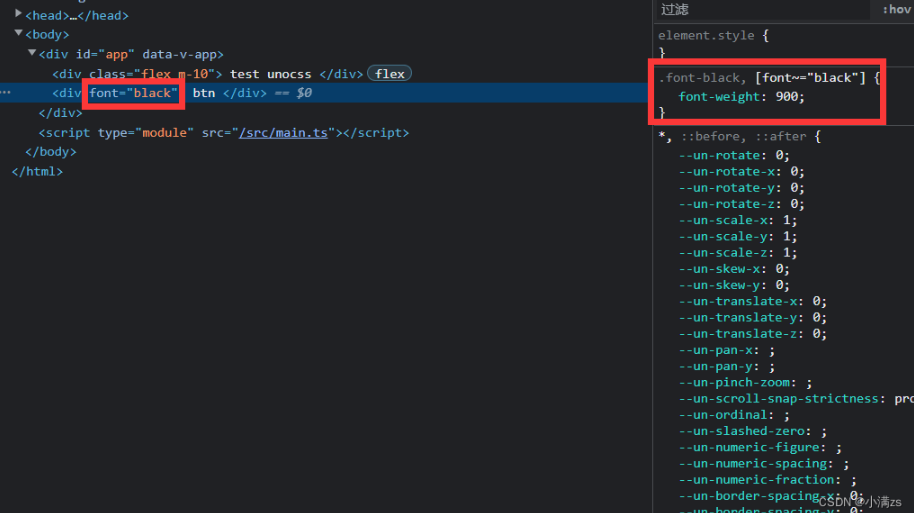 <head>…</head>
<body>
<div id="app" data-v-app>
<div class="flex m-10"> test unocss </div> flex
<div font="black" btn </div> == $0
</div>
<script type="module" src="/src/main.ts"></script>
</body>
</html>
过滤 :hov
element.style {
}
.font-black, [font~="black"] {
font-weight: 900;
}
*, ::before, ::after {
--un-rotate: 0;
--un-rotate-x: 0;
--un-rotate-y: 0;
--un-rotate-z: 0;
--un-scale-x: 1;
--un-scale-y: 1;
--un-scale-z: 1;
--un-skew-x: 0;
--un-skew-y: 0;
--un-translate-x: 0;
--un-translate-y: 0;
--un-translate-z: 0;
--un-pan-x: ;
--un-pan-y: ;
--un-pinch-zoom: ;
--un-scroll-snap-strictness: pro
--un-ordinal: ;
--un-slashed-zero: ;
--un-numeric-figure: ;
--un-numeric-spacing: ;
--un-numeric-fraction: ;
--un-border-spacing-x: 0;
--un-border-spacing-y: 0;
CSDN @小满zs